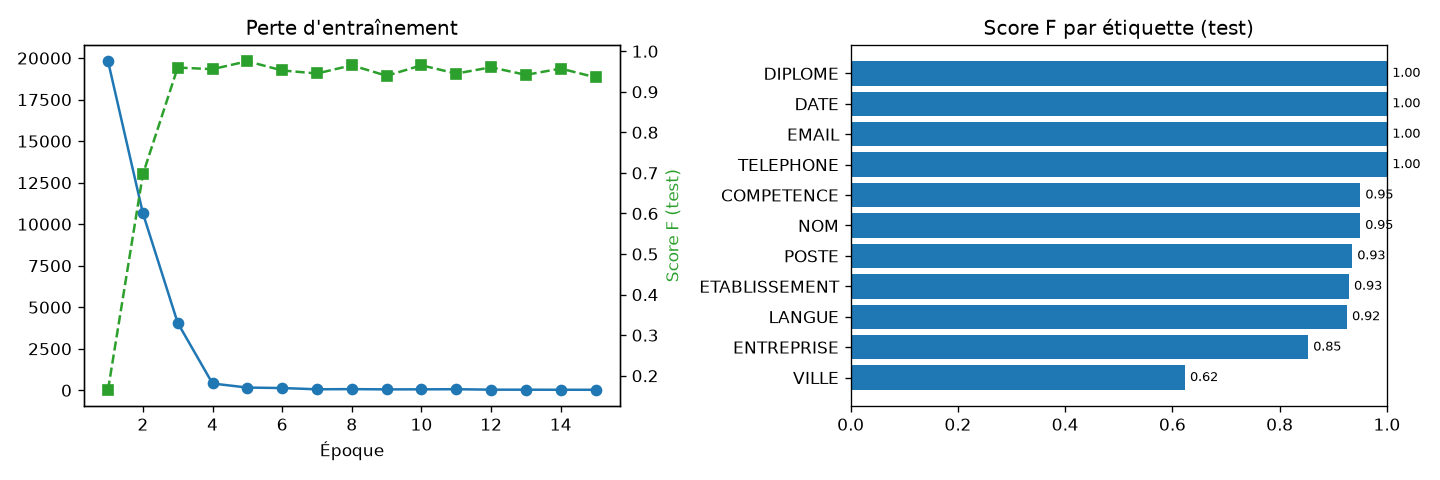 Perte d'entraînement
20000
17500
15000
12500
10000
7500
5000
2500
0
1.0
0.9
0.8
0.7
0.6
0.5
0.4
0.3
0.2
Score F (test)
2 4 6 8 10 12 14
Époque
Score F par étiquette (test)
DIPLOME 1.00
DATE 1.00
EMAIL 1.00
TELEPHONE 1.00
COMPETENCE 0.95
NOM 0.95
POSTE 0.93
ETABLISSEMENT 0.93
LANGUE 0.92
ENTREPRISE 0.85
VILLE 0.62
0.0 0.2 0.4 0.6 0.8 1.0